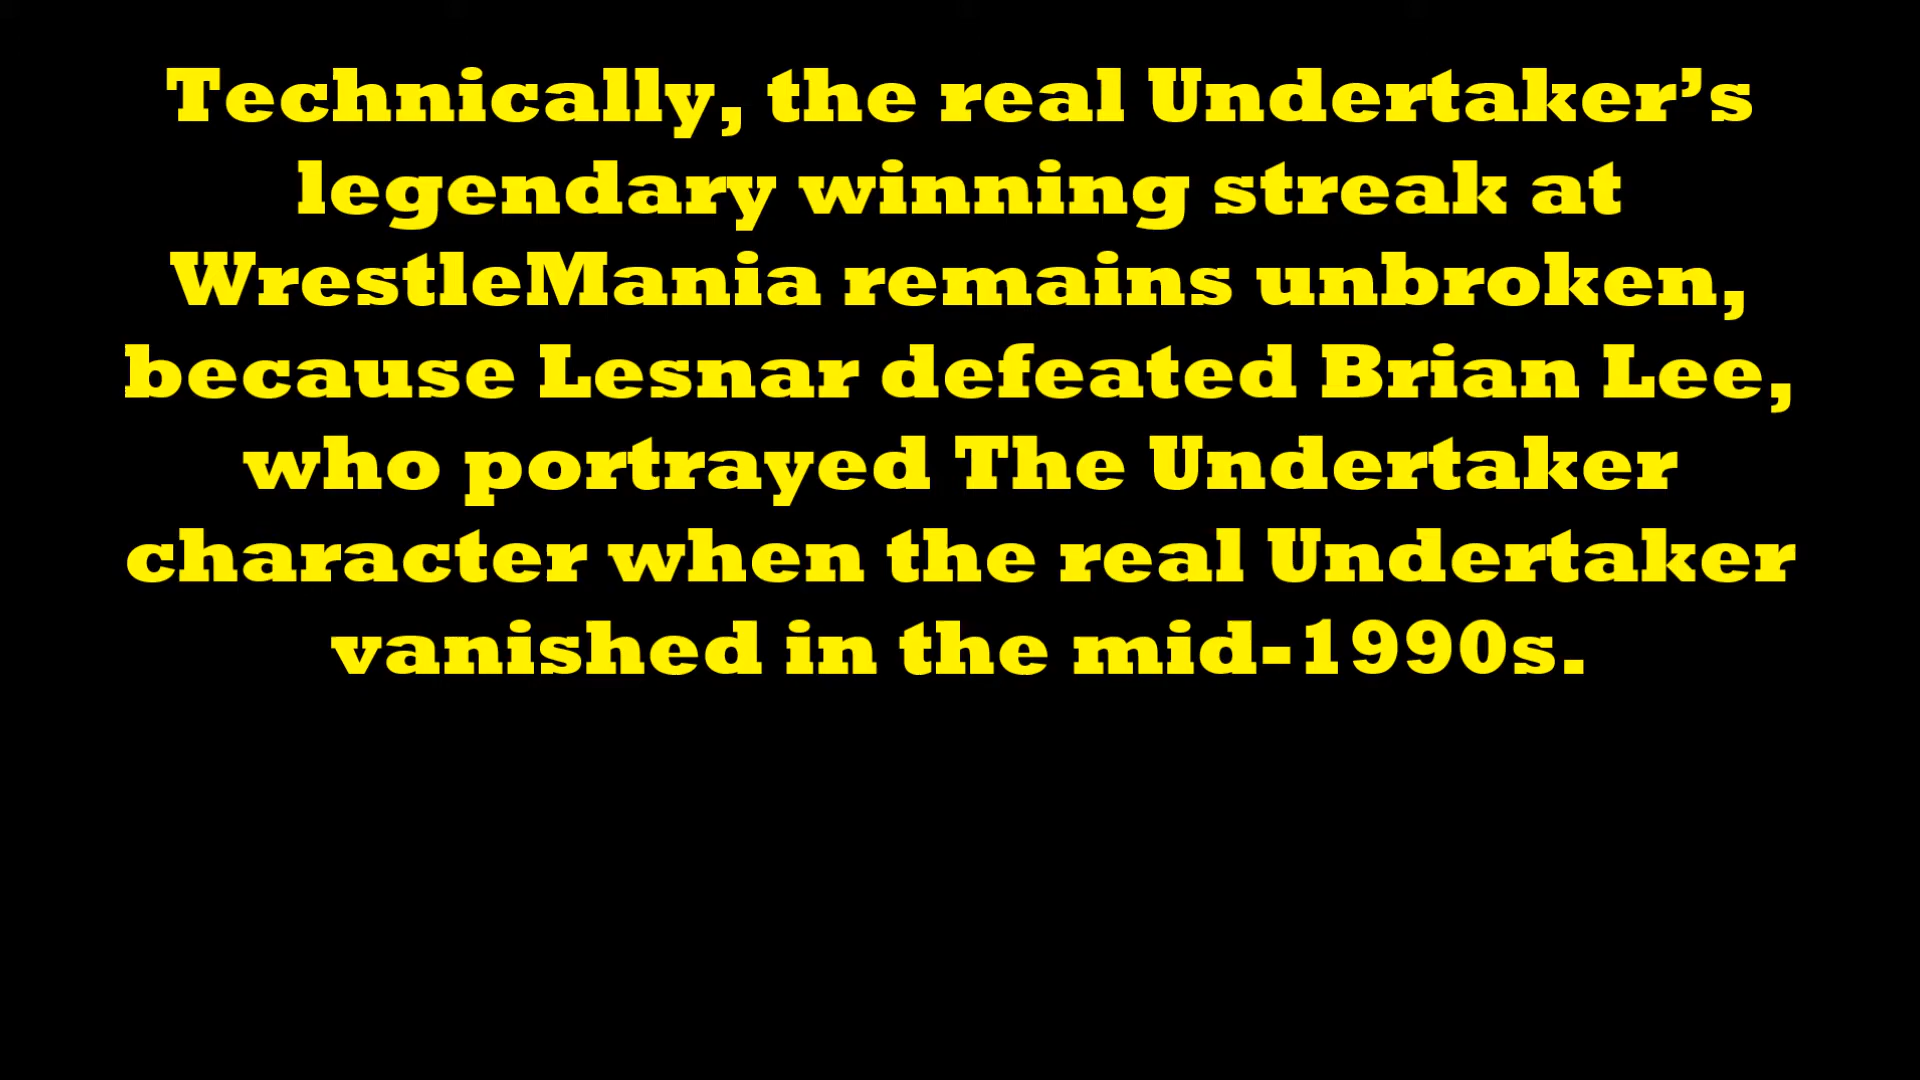 Technically, the real Undertaker’s
legendary winning streak at
WrestleMania remains unbroken,
because Lesnar defeated Brian Lee,
who portrayed The Undertaker
character when the real Undertaker
vanished in the mid-1990s.